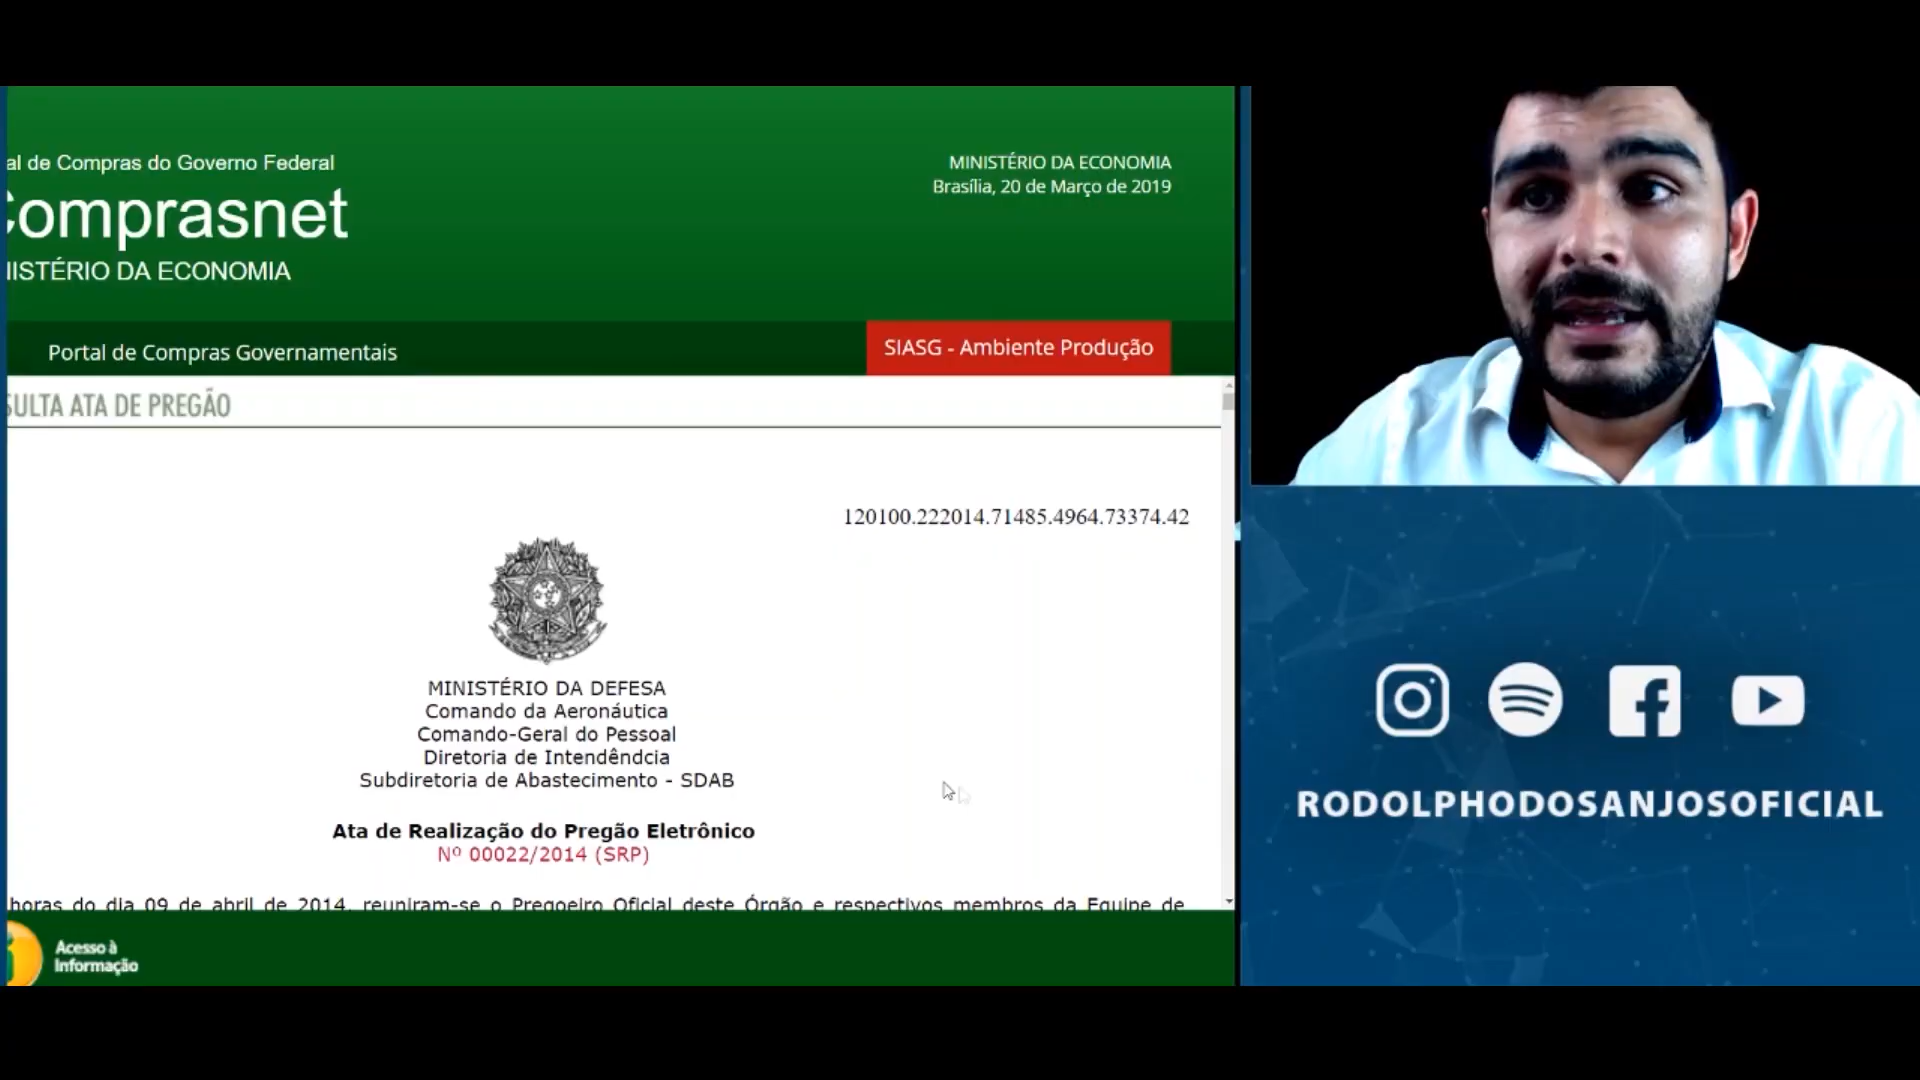 al de Compras do Governo Federal
Comprasnet
NISTÉRIO DA ECONOMIA
MINISTÉRIO DA ECONOMIA
Brasília, 20 de Março de 2019
Portal de Compras Governamentais
SIASG - Ambiente Produção
SULTA ATA DE PREGÃO
120100.222014.71485.4964.73374.42
MINISTÉRIO DA DEFESA
Comando da Aeronáutica
Comando-Geral do Pessoal
Diretoria de Intendêndcia
Subdiretoria de Abastecimento - SDAB
Ata de Realização do Pregão Eletrônico
Nº 00022/2014 (SRP)
horas do dia 09 de abril de 2014, reuniram-se o Pregoeiro Oficial deste Órgão e respectivos membros da Equipe de
Acesso à
Informação
RODOLPHODOSANJOSOFICIAL